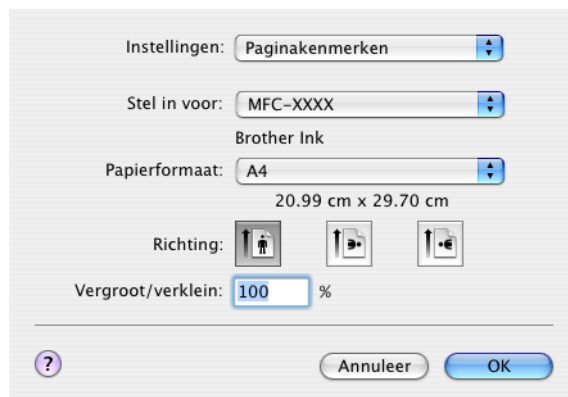 Instellingen: Paginakenmerken
Stel in voor: MFC-XXXX
Brother Ink
Papierformaat: A4
20.99 cm x 29.70 cm
Richting:
Vergroot/verklein: 100 %
? Annuleer OK